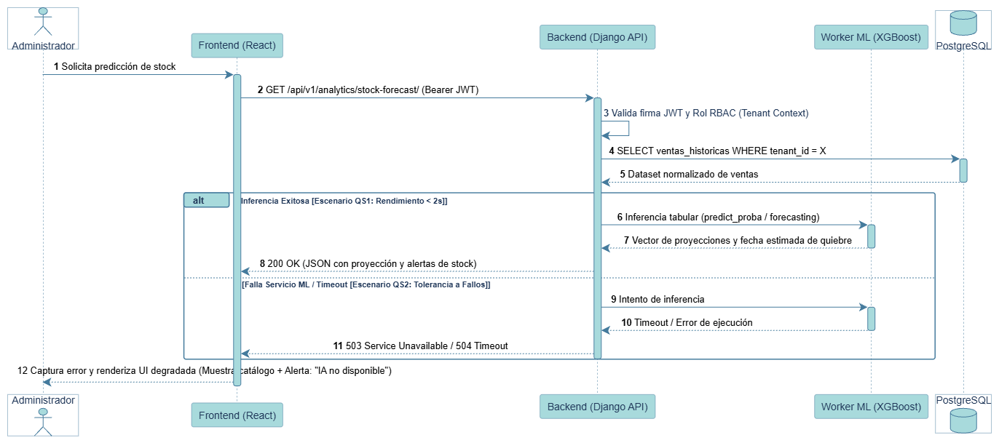 Administrador
Frontend (React)
Backend (Django API)
Worker ML (XGBoost)
PostgreSQL
1 Solicita predicción de stock
2 GET /api/v1/analytics/stock-forecast/ (Bearer JWT)
3 Valida firma JWT y Rol RBAC (Tenant Context)
4 SELECT ventas_historicas WHERE tenant_id = X
5 Dataset normalizado de ventas
alt
Inferencia Exitosa [Escenario QS1: Rendimiento < 2s]]
6 Inferencia tabular (predict_proba / forecasting)
7 Vector de proyecciones y fecha estimada de quiebre
8 200 OK (JSON con proyección y alertas de stock)
[Falla Servicio ML / Timeout [Escenario QS2: Tolerancia a Fallos]]
9 Intento de inferencia
10 Timeout / Error de ejecución
11 503 Service Unavailable / 504 Timeout
12 Captura error y renderiza UI degradada (Muestra catálogo + Alerta: "IA no disponible")
Administrador
Frontend (React)
Backend (Django API)
Worker ML (XGBoost)
PostgreSQL